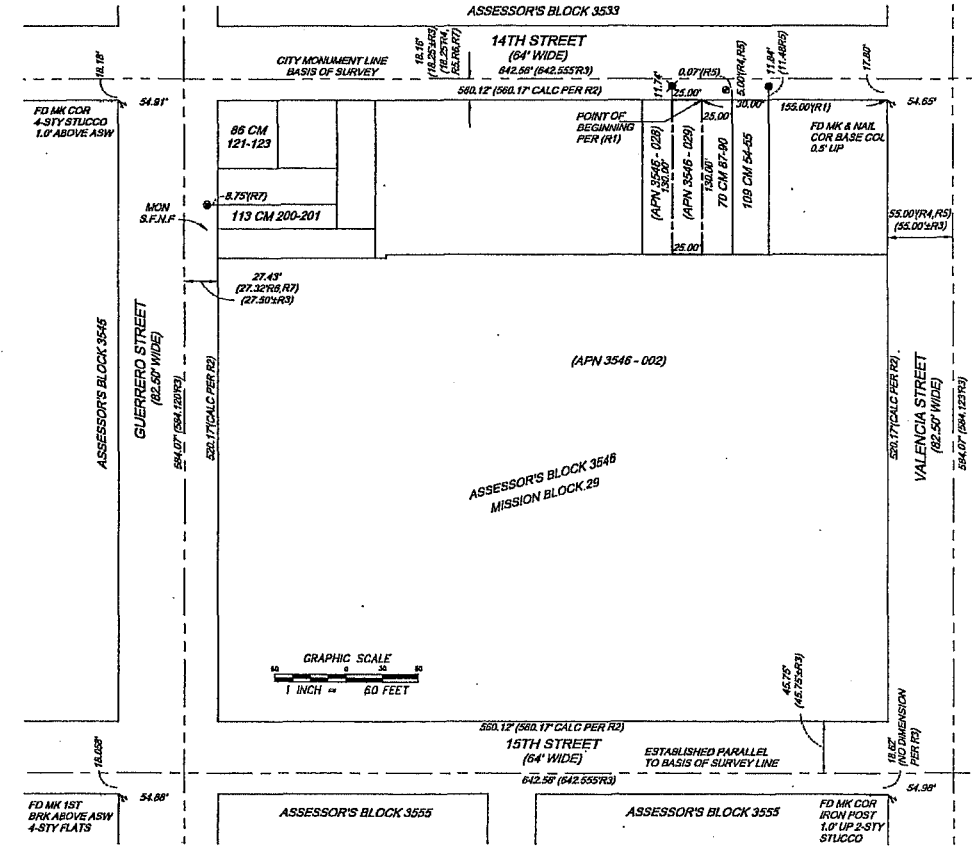 ASSESSOR'S BLOCK 3533
14TH STREET
(64' WIDE)
CITY MONUMENT LINE
BASIS OF SURVEY
642.56' (642.555'R3)
560.12' (560.17' CALC PER R2)
18.18'
18.16'
(18.25'±R3)
(18.25'R4,
R5,R6,R7)
11.74'
0.07'(R5)
5.00'(R4,R5)
11.84'
(11.48R5)
17.80'
54.91'
FD MK COR
4-STY STUCCO
1.0' ABOVE ASW
25.00'
30.00'
25.00'
155.00'(R1)
54.65'
POINT OF
BEGINNING
PER (R1)
FD MK & NAIL
COR BASE COL
0.5' UP
86 CM
121-123
(APN 3546 - 028)
130.00'
(APN 3546 - 029)
130.00'
70 CM 87-90
109 CM 54-55
8.75'(R7)
MON
S.F.N.F
113 CM 200-201
55.00'(R4,R5)
(55.00'±R3)
25.00'
27.43'
(27.32'R6,R7)
(27.50'±R3)
ASSESSOR'S BLOCK 3545
GUERRERO STREET
(82.50' WIDE)
584.07' (584.120'R3)
520.17'(CALC PER R2)
(APN 3546 - 002)
ASSESSOR'S BLOCK 3546
MISSION BLOCK 29
520.17'(CALC PER R2)
VALENCIA STREET
(82.50' WIDE)
584.07' (584.123'R3)
GRAPHIC SCALE
60 0 30 60
1 INCH = 60 FEET
45.75'
(45.75'±R3)
560.12' (560.17' CALC PER R2)
15TH STREET
(64' WIDE)
ESTABLISHED PARALLEL
TO BASIS OF SURVEY LINE
642.56' (642.555'R3)
18.62'
(NO DIMENSION
PER R3)
54.88'
54.98'
FD MK 1ST
BRK ABOVE ASW
4-STY FLATS
ASSESSOR'S BLOCK 3555
ASSESSOR'S BLOCK 3555
FD MK COR
IRON POST
1.0' UP 2-STY
STUCCO